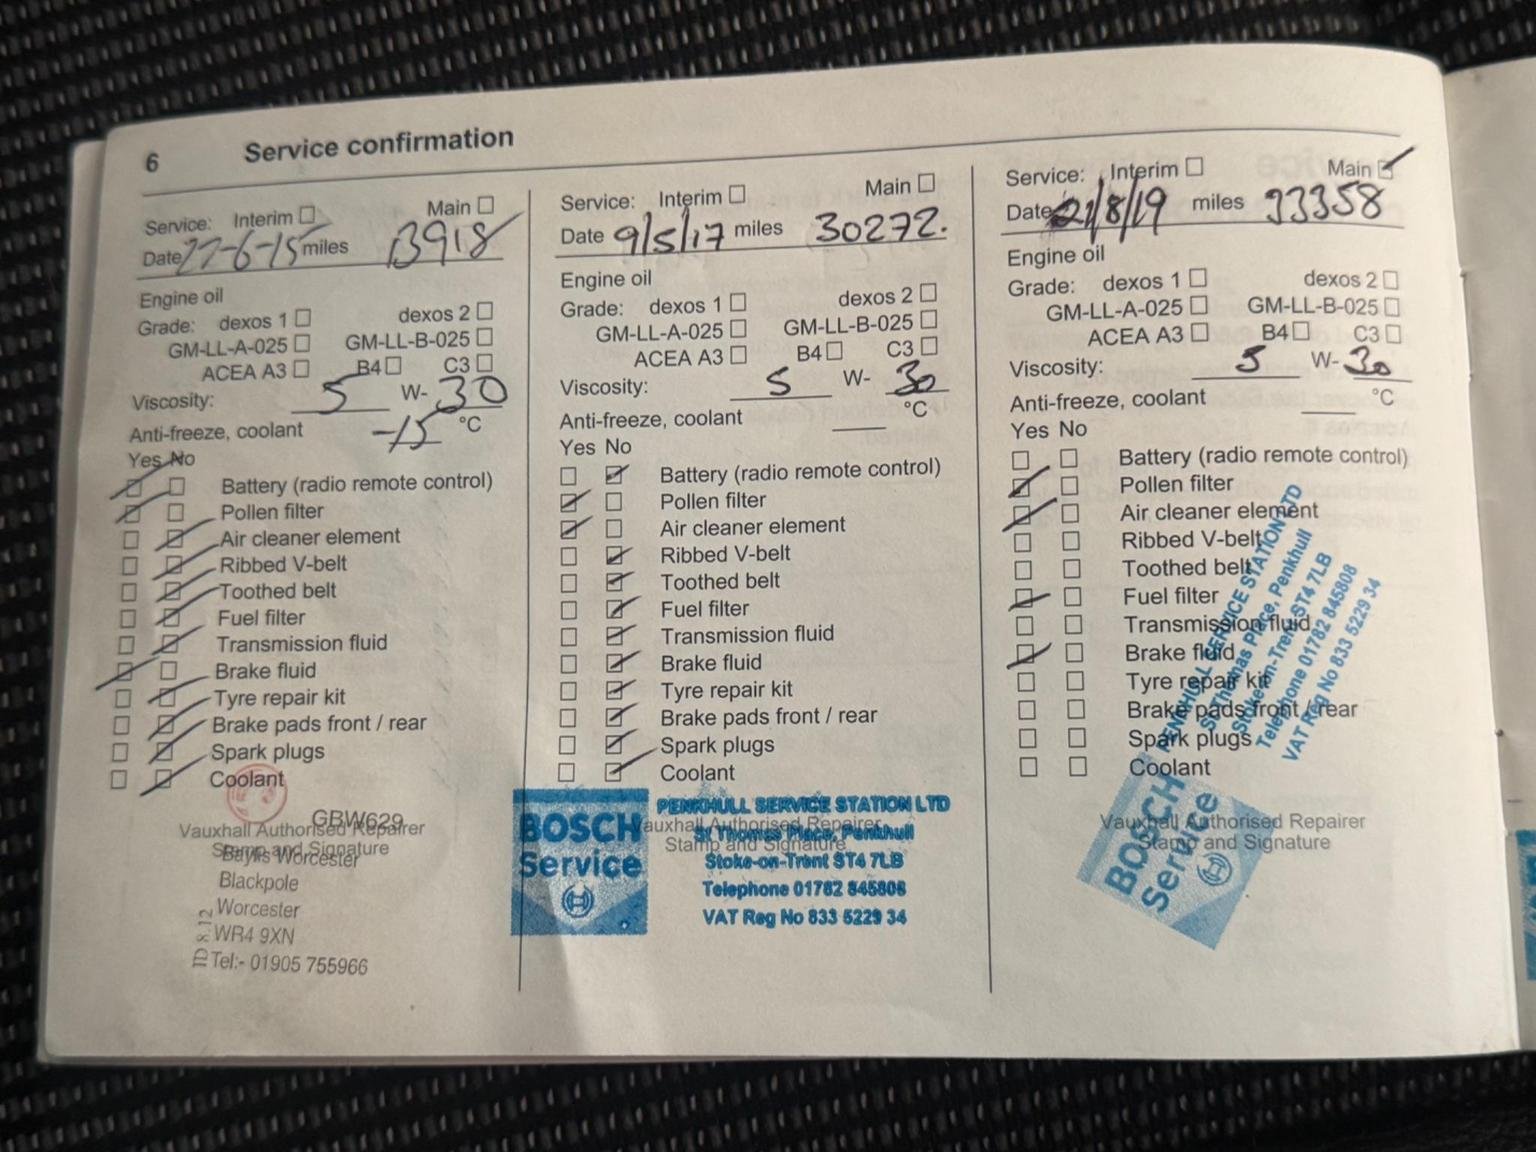 6 Service confirmation
Service: Interim Main
Date 22-6-15 miles 13918
Engine oil
Grade: dexos 1 dexos 2
GM-LL-A-025 GM-LL-B-025
ACEA A3 B4 C3
Viscosity: 5 W- 30
Anti-freeze, coolant -15 °C
Yes No
Battery (radio remote control)
Pollen filter
Air cleaner element
Ribbed V-belt
Toothed belt
Fuel filter
Transmission fluid
Brake fluid
Tyre repair kit
Brake pads front / rear
Spark plugs
Coolant
GBW629
Vauxhall Authorised Repairer
Stamp and Signature
Baylis Worcester
Blackpole
Worcester
WR4 9XN
Tel:- 01905 755966
Service: Interim Main
Date 9/5/17 miles 30272.
Engine oil
Grade: dexos 1 dexos 2
GM-LL-A-025 GM-LL-B-025
ACEA A3 B4 C3
Viscosity: 5 W- 30
Anti-freeze, coolant °C
Yes No
Battery (radio remote control)
Pollen filter
Air cleaner element
Ribbed V-belt
Toothed belt
Fuel filter
Transmission fluid
Brake fluid
Tyre repair kit
Brake pads front / rear
Spark plugs
Coolant
BOSCH
Service
PENKHULL SERVICE STATION LTD
Vauxhall Authorised Repairer
St Thomas Place, Penkhull
Stamp and Signature
Stoke-on-Trent ST4 7LB
Telephone 01782 845808
VAT Reg No 833 5229 34
Service: Interim Main
Date 21/8/19 miles 33358
Engine oil
Grade: dexos 1 dexos 2
GM-LL-A-025 GM-LL-B-025
ACEA A3 B4 C3
Viscosity: 5 W- 30
Anti-freeze, coolant °C
Yes No
Battery (radio remote control)
Pollen filter
Air cleaner element
Ribbed V-belt
Toothed belt
Fuel filter
Transmission fluid
Brake fluid
Tyre repair kit
Brake pads front / rear
Spark plugs
Coolant
Vauxhall Authorised Repairer
Stamp and Signature
BOSCH
Service
PENKHULL SERVICE STATION LTD
St Thomas Place, Penkhull
Stoke-on-Trent ST4 7LB
Telephone 01782 845808
VAT Reg No 833 5229 34